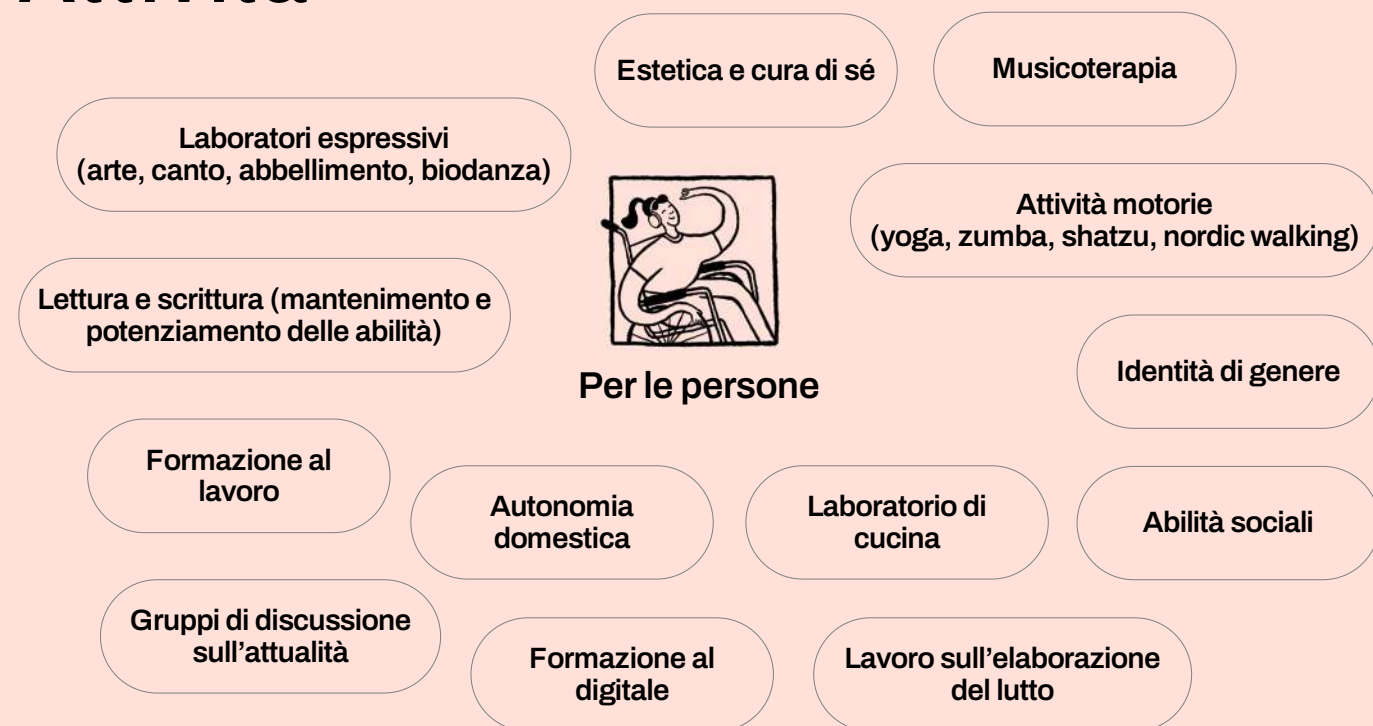 Attività
Estetica e cura di sé
Musicoterapia
Laboratori espressivi
(arte, canto, abbellimento, biodanza)
Attività motorie
(yoga, zumba, shatzu, nordic walking)
Lettura e scrittura (mantenimento e
potenziamento delle abilità)
Per le persone
Identità di genere
Formazione al
lavoro
Autonomia
domestica
Laboratorio di
cucina
Abilità sociali
Gruppi di discussione
sull’attualità
Formazione al
digitale
Lavoro sull’elaborazione
del lutto